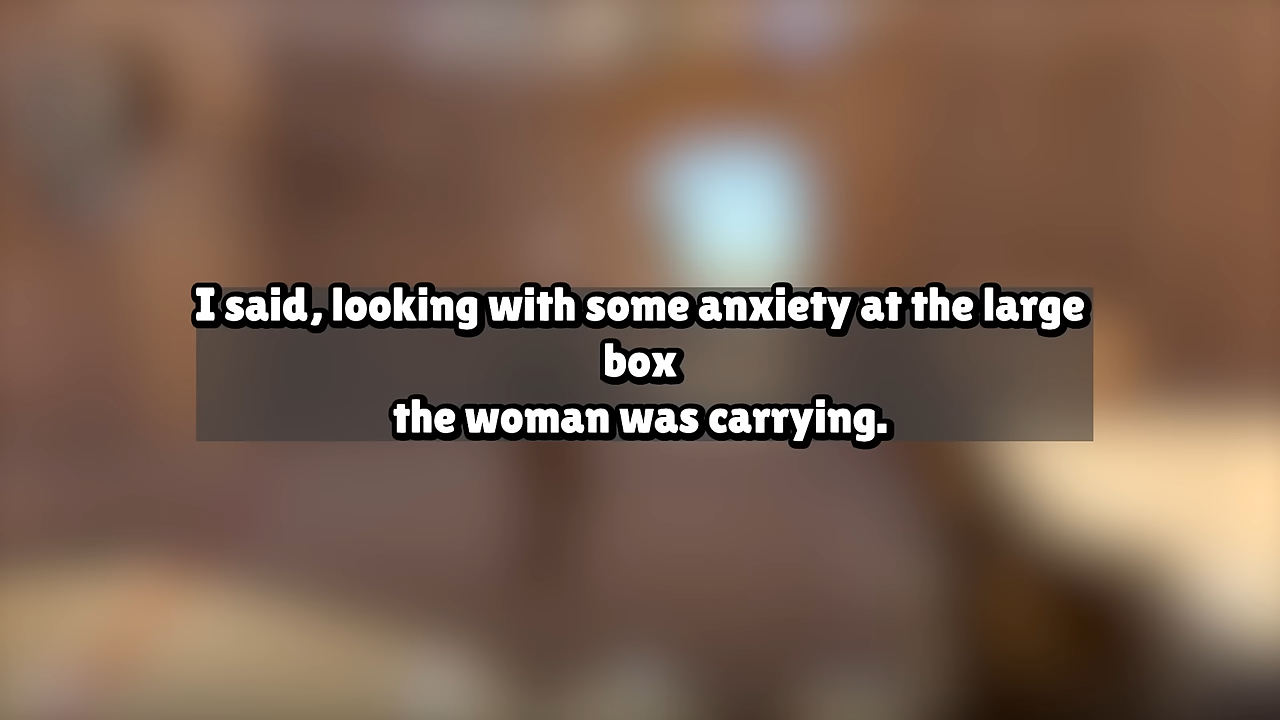 I said, looking with some anxiety at the large
box
the woman was carrying.